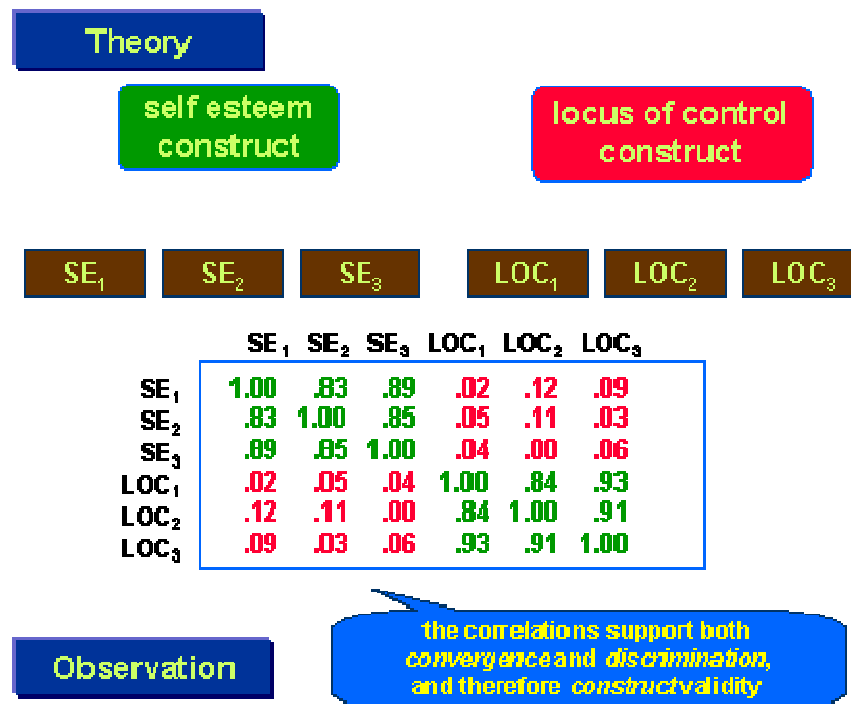 Theory
self esteem
construct
locus of control
construct
SE₁ SE₂ SE₃ LOC₁ LOC₂ LOC₃
SE₁ SE₂ SE₃ LOC₁ LOC₂ LOC₃
SE₁ 1.00 .83 .89 .02 .12 .09
SE₂ .83 1.00 .85 .05 .11 .03
SE₃ .89 .85 1.00 .04 .00 .06
LOC₁ .02 .05 .04 1.00 .84 .93
LOC₂ .12 .11 .00 .84 1.00 .91
LOC₃ .09 .03 .06 .93 .91 1.00
the correlations support both
convergence and discrimination,
and therefore construct validity
Observation